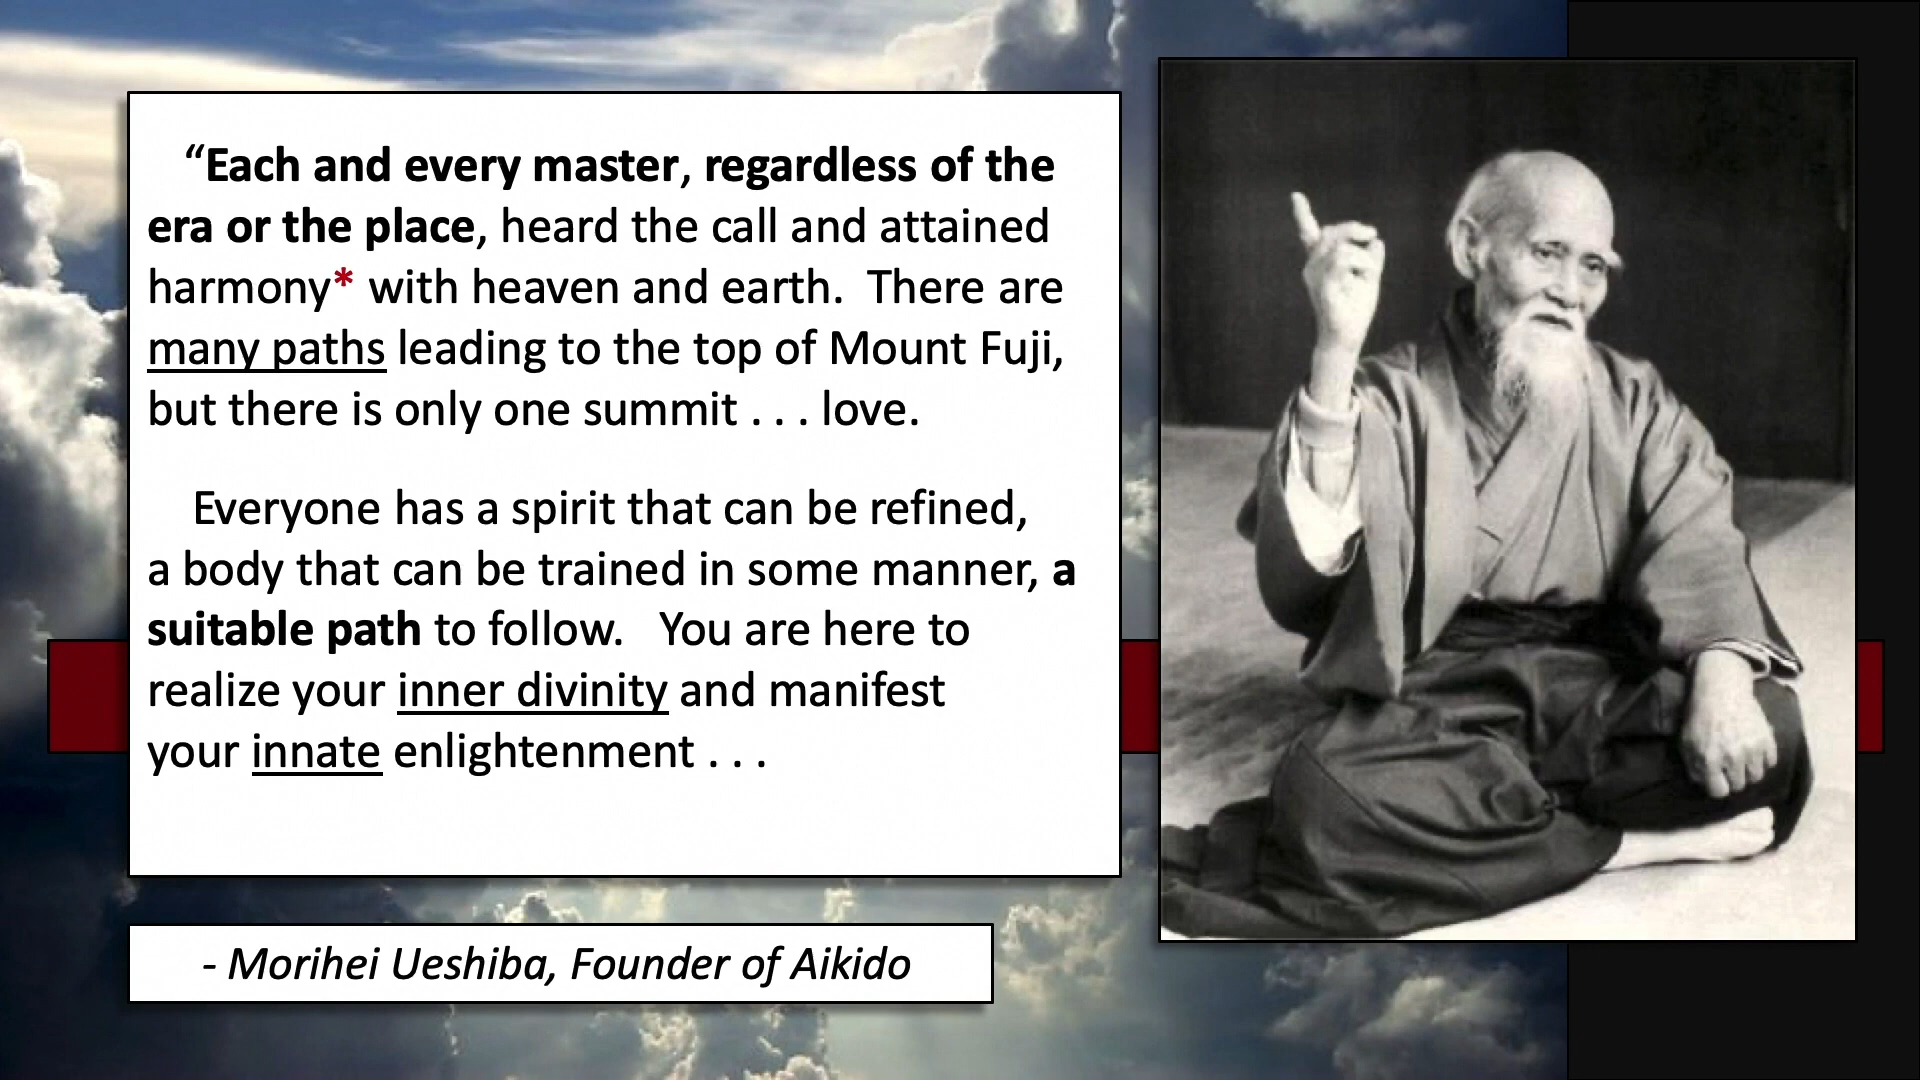 “Each and every master, regardless of the
era or the place, heard the call and attained
harmony* with heaven and earth. There are
many paths leading to the top of Mount Fuji,
but there is only one summit . . . love.
Everyone has a spirit that can be refined,
a body that can be trained in some manner, a
suitable path to follow. You are here to
realize your inner divinity and manifest
your innate enlightenment . . .
- Morihei Ueshiba, Founder of Aikido